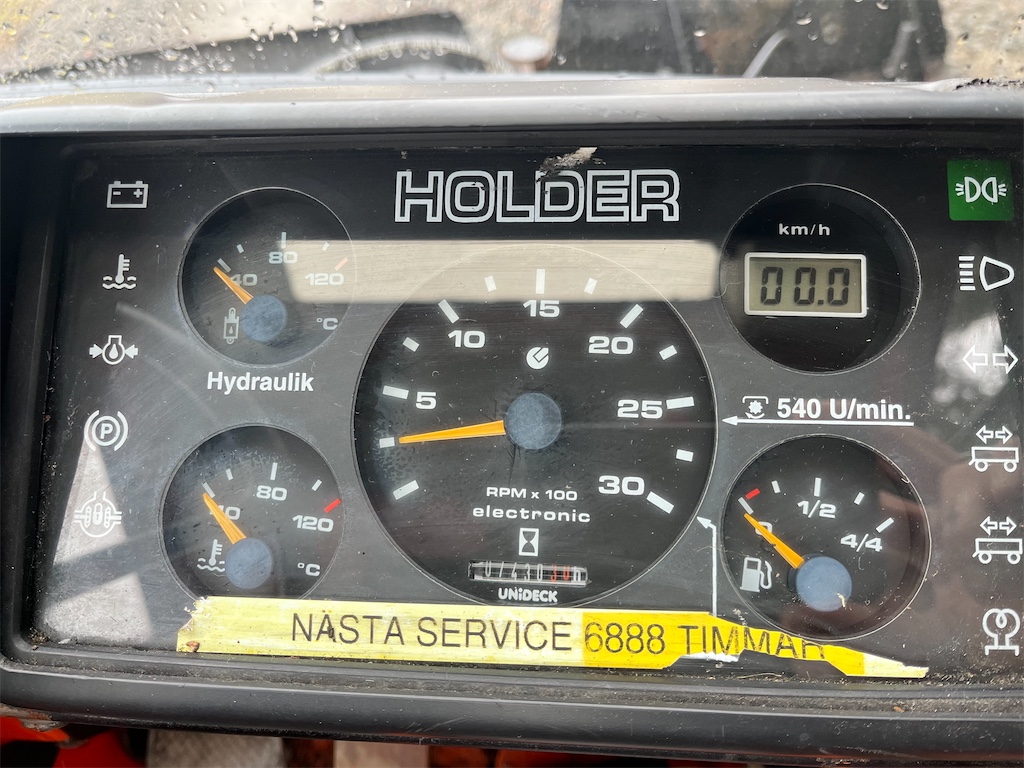 HOLDER
km/h
00.0
40 80 120
°C
Hydraulik
5 10 15 20 25 30
RPM x 100
electronic
UNiDECK
540 U/min.
P
80 120
°C
0 1/2 4/4
NÄSTA SERVICE 6888 TIMMAR